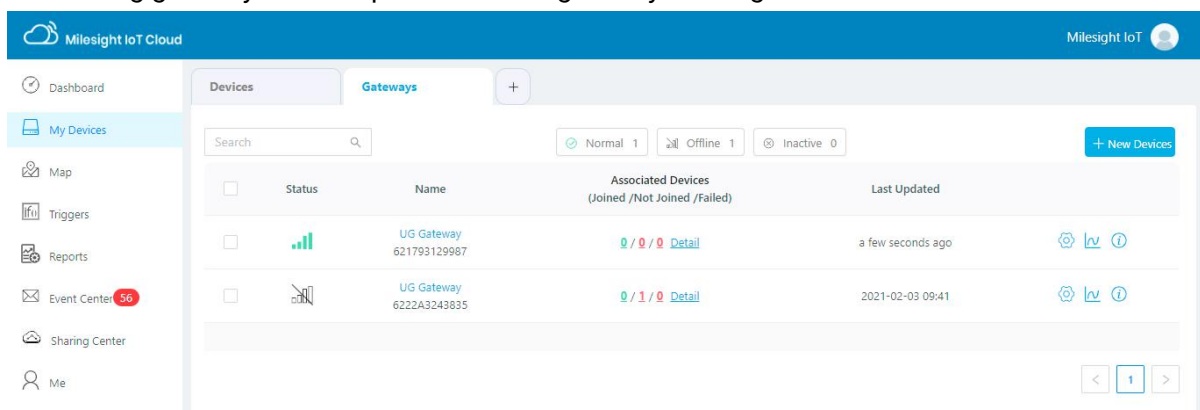 Milesight IoT Cloud
Milesight IoT
Dashboard
My Devices
Map
Triggers
Reports
Event Center 56
Sharing Center
Me
Devices
Gateways
+
Search
Normal 1
Offline 1
Inactive 0
+ New Devices
Status
Name
Associated Devices
(Joined /Not Joined /Failed)
Last Updated
UG Gateway
621793129987
0 / 0 / 0 Detail
a few seconds ago
UG Gateway
6222A3243835
0 / 1 / 0 Detail
2021-02-03 09:41
< 1 >